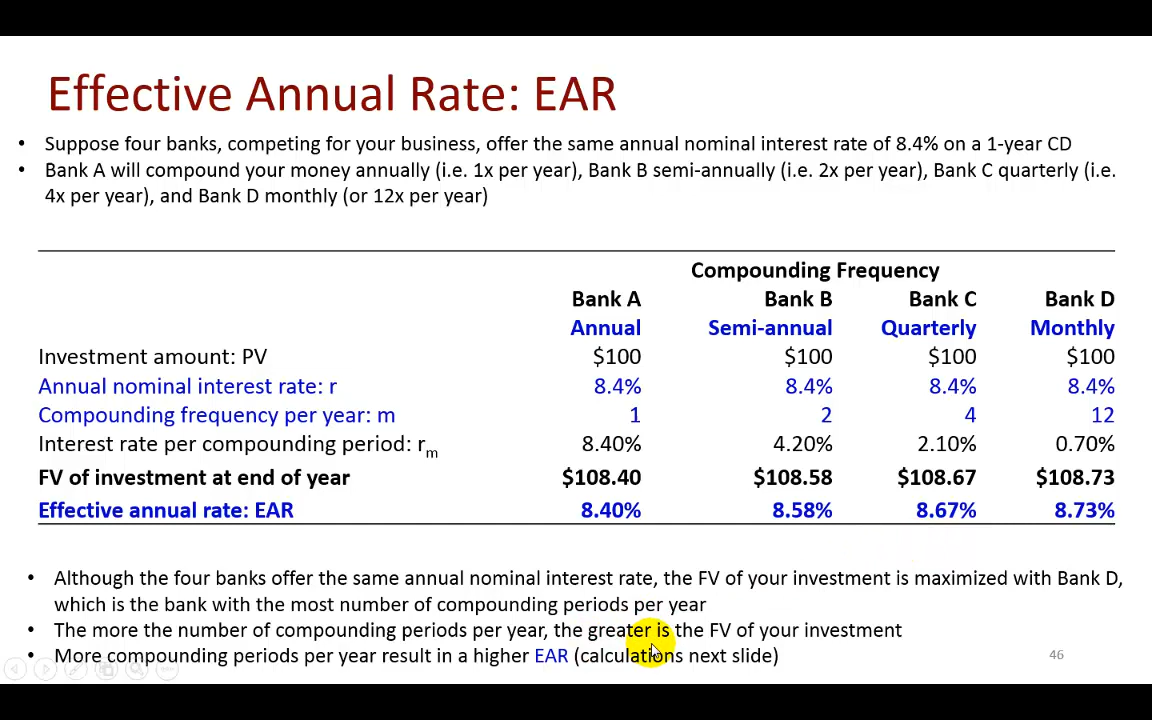 Effective Annual Rate: EAR
• Suppose four banks, competing for your business, offer the same annual nominal interest rate of 8.4% on a 1-year CD
• Bank A will compound your money annually (i.e. 1x per year), Bank B semi-annually (i.e. 2x per year), Bank C quarterly (i.e.
4x per year), and Bank D monthly (or 12x per year)
Compounding Frequency
Bank A Bank B Bank C Bank D
Annual Semi-annual Quarterly Monthly
Investment amount: PV $100 $100 $100 $100
Annual nominal interest rate: r 8.4% 8.4% 8.4% 8.4%
Compounding frequency per year: m 1 2 4 12
Interest rate per compounding period: rm 8.40% 4.20% 2.10% 0.70%
FV of investment at end of year $108.40 $108.58 $108.67 $108.73
Effective annual rate: EAR 8.40% 8.58% 8.67% 8.73%
• Although the four banks offer the same annual nominal interest rate, the FV of your investment is maximized with Bank D,
which is the bank with the most number of compounding periods per year
• The more the number of compounding periods per year, the greater is the FV of your investment
• More compounding periods per year result in a higher EAR (calculations next slide)
46